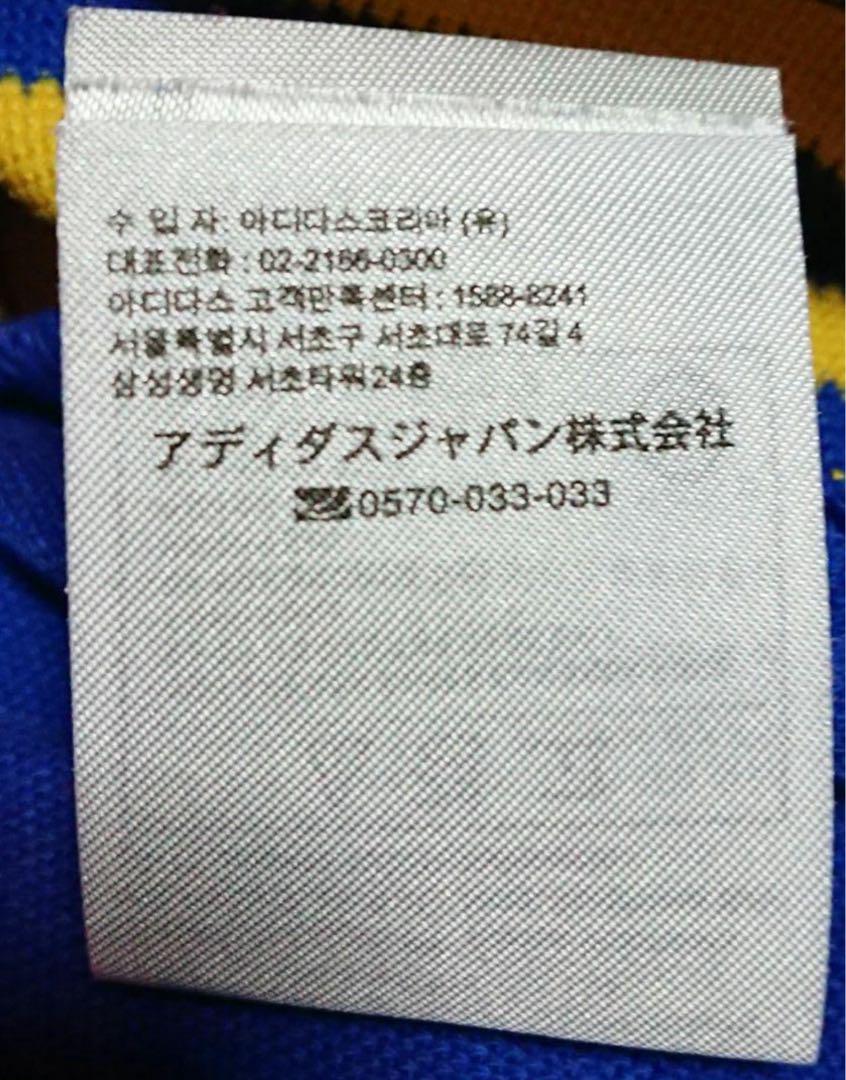 수 입 자: 아디다스코리아 (유)
대표전화 : 02-2186-0300
아디다스 고객만족센터 : 1588-8241
서울특별시 서초구 서초대로 74길 4
삼성생명 서초타워 24층
アディダスジャパン株式会社
0570-033-033